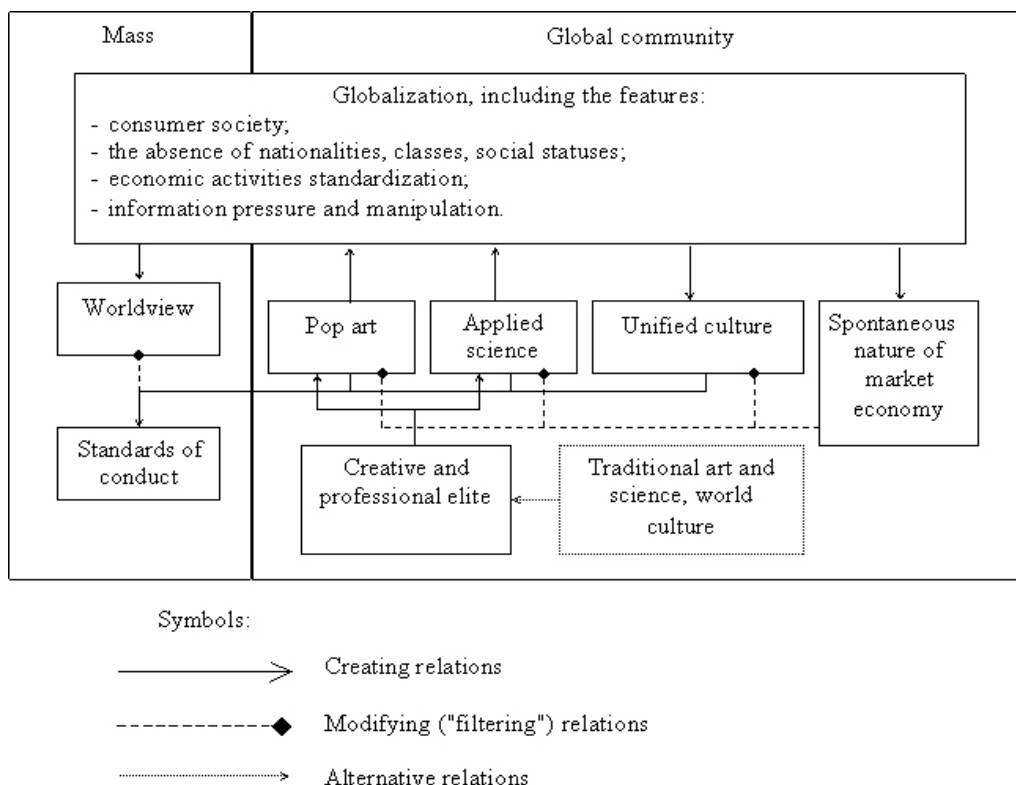 Mass
Global community
Globalization, including the features:
- consumer society;
- the absence of nationalities, classes, social statuses;
- economic activities standardization;
- information pressure and manipulation.
Worldview
Pop art
Applied
science
Unified culture
Spontaneous
nature of
market
economy
Standards of
conduct
Creative and
professional elite
Traditional art and
science, world
culture
Symbols:
Creating relations
Modifying ("filtering") relations
Alternative relations